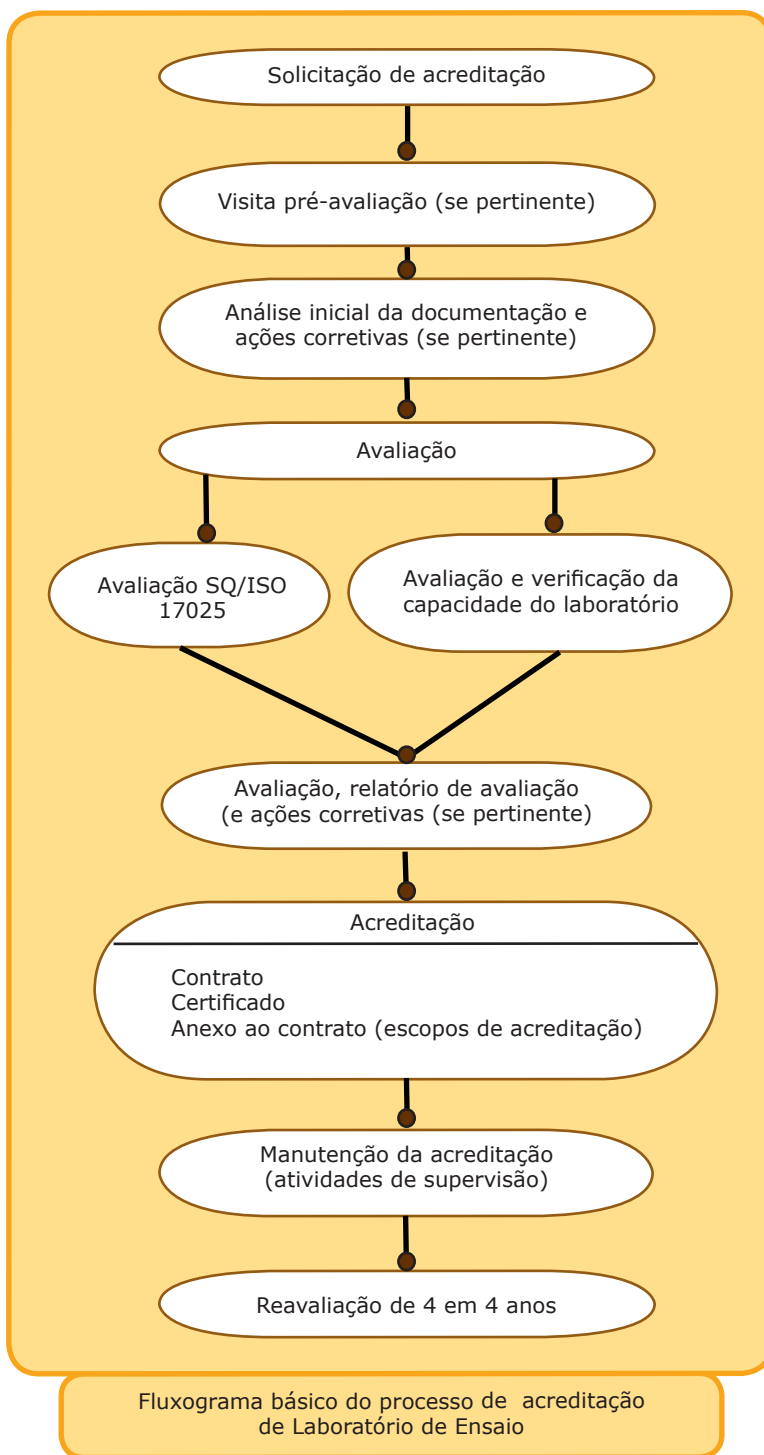 Solicitação de acreditação
Visita pré-avaliação (se pertinente)
Análise inicial da documentação e
ações corretivas (se pertinente)
Avaliação
Avaliação SQ/ISO
17025
Avaliação e verificação da
capacidade do laboratório
Avaliação, relatório de avaliação
(e ações corretivas (se pertinente)
Acreditação
Contrato
Certificado
Anexo ao contrato (escopos de acreditação)
Manutenção da acreditação
(atividades de supervisão)
Reavaliação de 4 em 4 anos
Fluxograma básico do processo de acreditação
de Laboratório de Ensaio